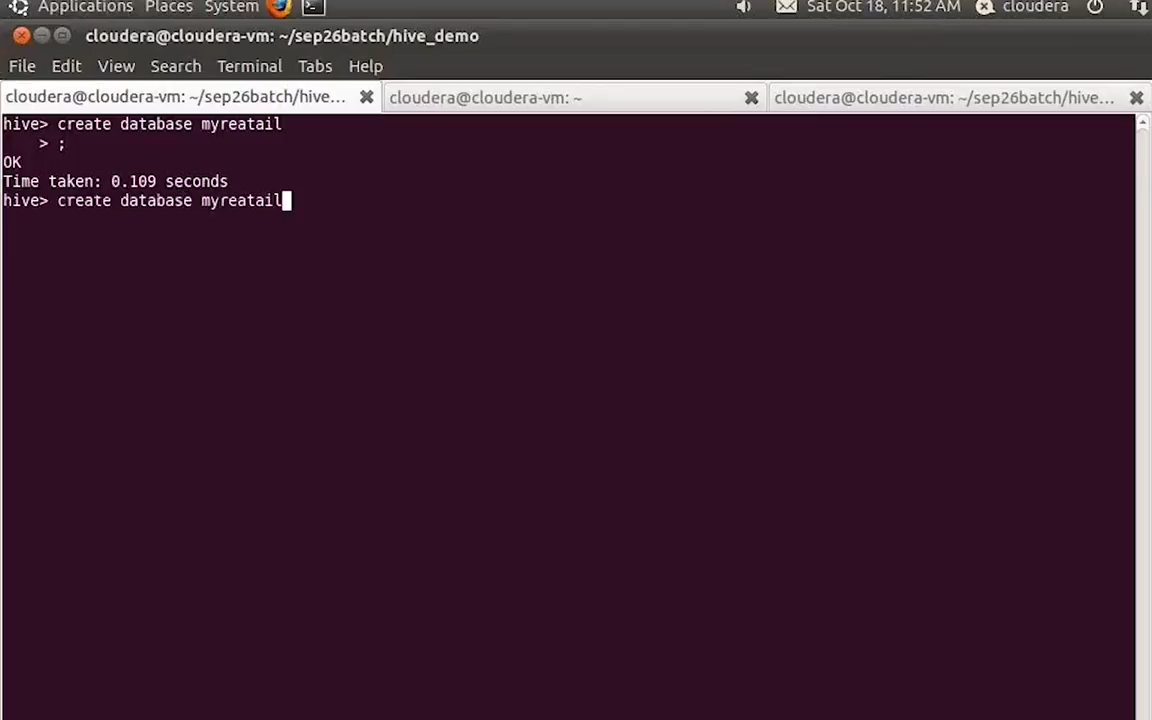 Applications Places System Sat Oct 18, 11:52 AM cloudera
cloudera@cloudera-vm: ~/sep26batch/hive_demo
File Edit View Search Terminal Tabs Help
cloudera@cloudera-vm: ~/sep26batch/hive... cloudera@cloudera-vm: ~ cloudera@cloudera-vm: ~/sep26batch/hive...
hive> create database myreatail
    > ;
OK
Time taken: 0.109 seconds
hive> create database myreatail